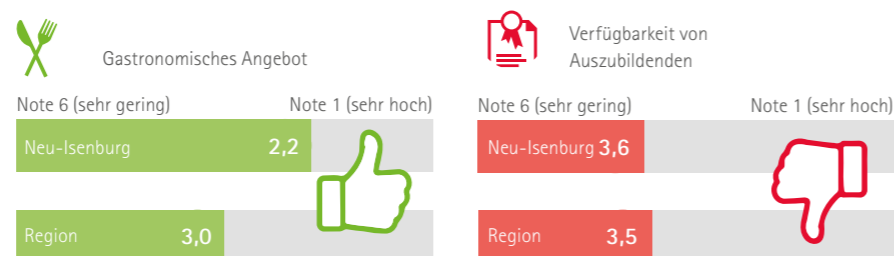 Gastronomisches Angebot
Note 6 (sehr gering) Note 1 (sehr hoch)
Neu-Isenburg 2,2
Region 3,0
Verfügbarkeit von
Auszubildenden
Note 6 (sehr gering) Note 1 (sehr hoch)
Neu-Isenburg 3,6
Region 3,5